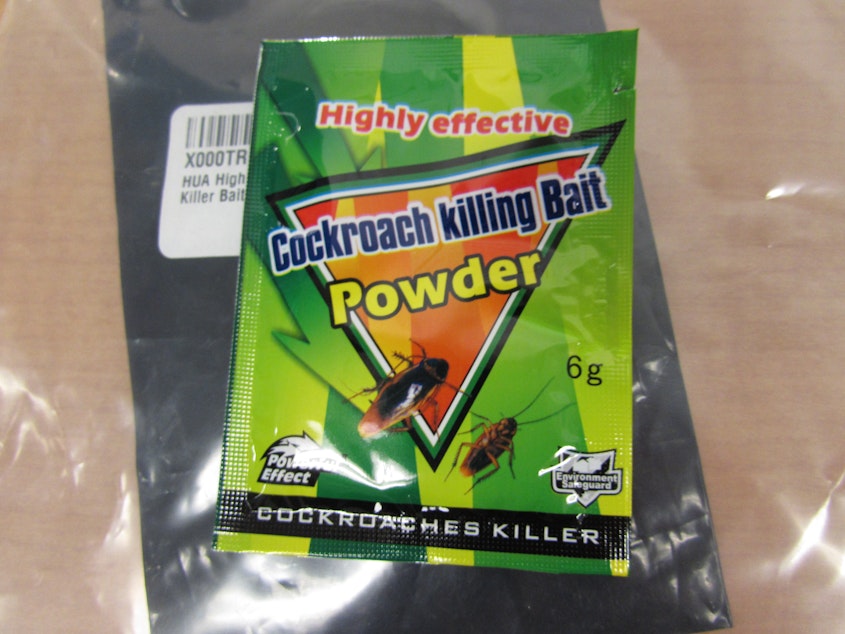 X000TR
HUA High
Killer Bait
Highly effective
Cockroach killing Bait
Powder
6g
Effect
Environment
Safeguard
COCKROACHES KILLER